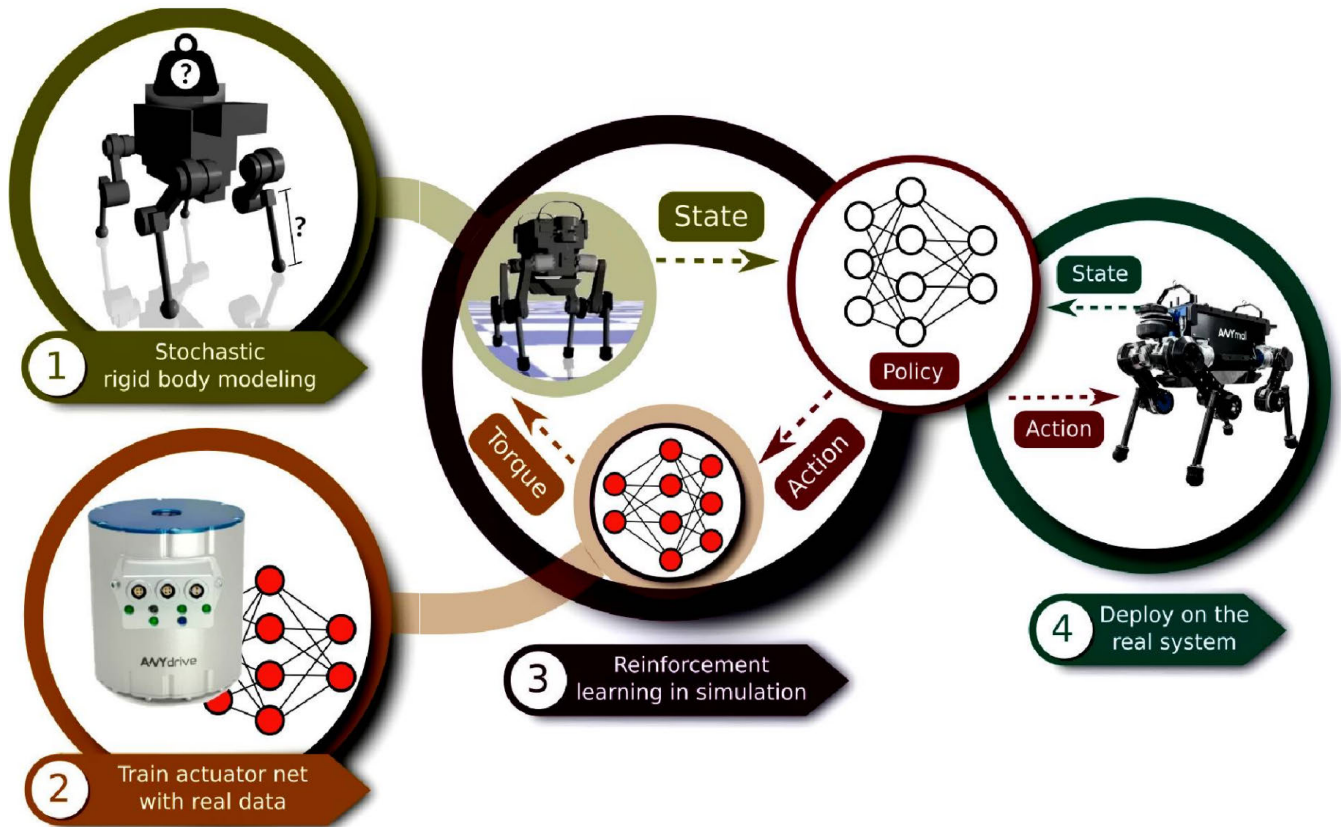 ?
?
1
Stochastic
rigid body modeling
ANYdrive
2
Train actuator net
with real data
State
Policy
Action
Torque
3
Reinforcement
learning in simulation
State
ANYmal
Action
4
Deploy on the
real system